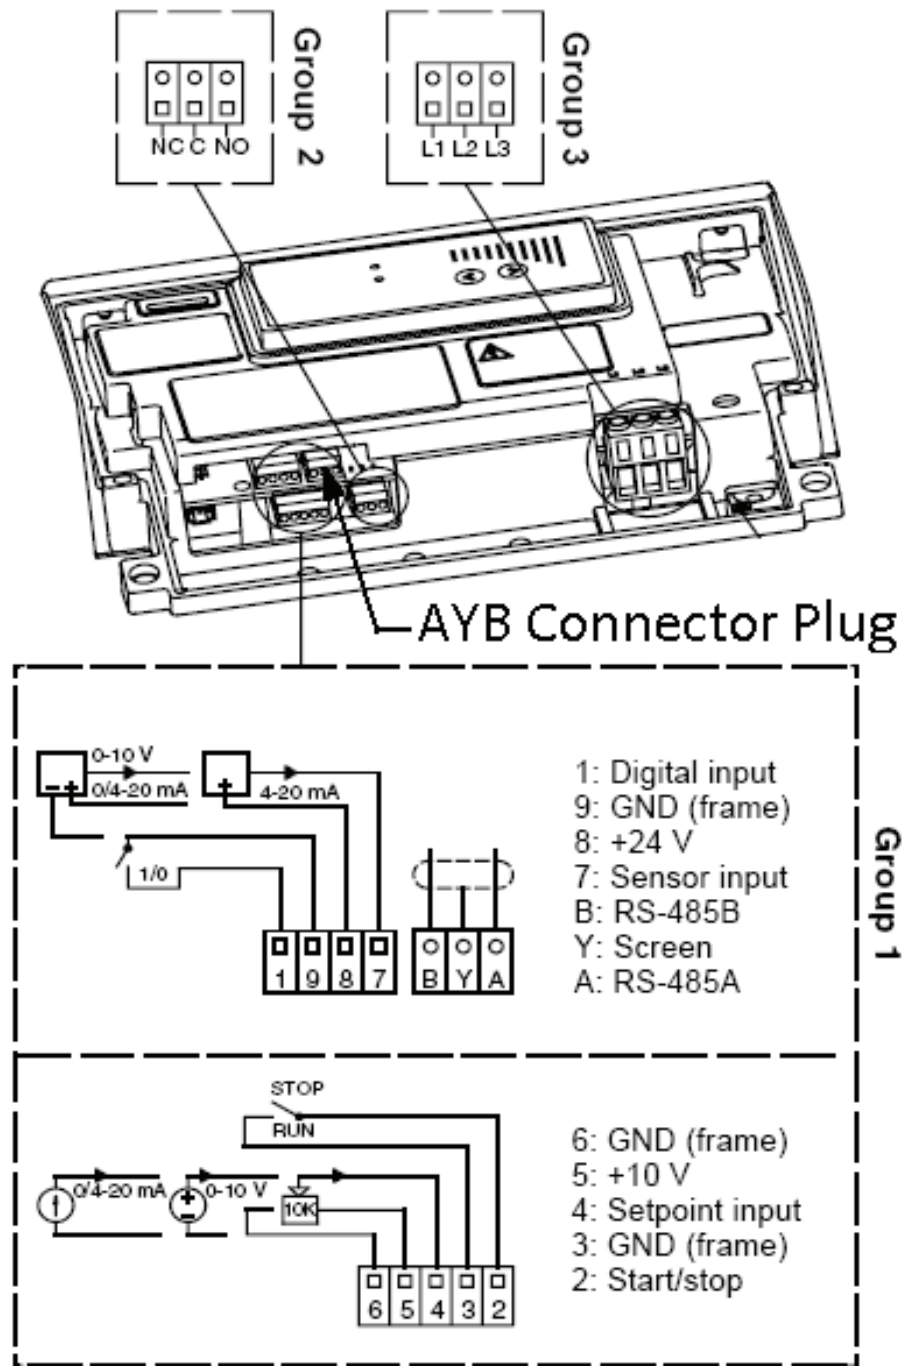 Group 2
NC C NO
Group 3
L1 L2 L3
AYB Connector Plug
Group 1
0-10 V
0/4-20 mA
4-20 mA
- +
+
1/0
1 9 8 7
B Y A
1: Digital input
9: GND (frame)
8: +24 V
7: Sensor input
B: RS-485B
Y: Screen
A: RS-485A
STOP
RUN
0/4-20 mA
+
-
0-10 V
10K
6 5 4 3 2
6: GND (frame)
5: +10 V
4: Setpoint input
3: GND (frame)
2: Start/stop